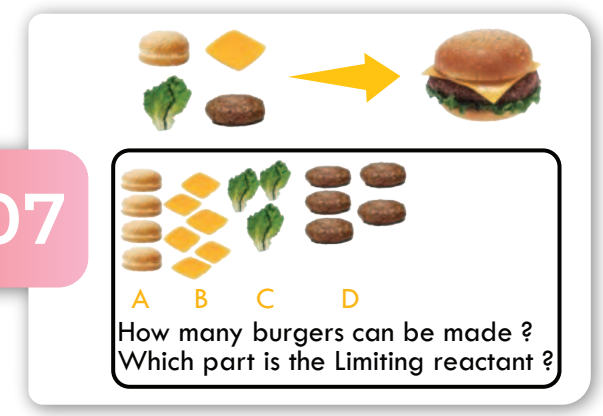 07
A B C D
How many burgers can be made ?
Which part is the Limiting reactant ?